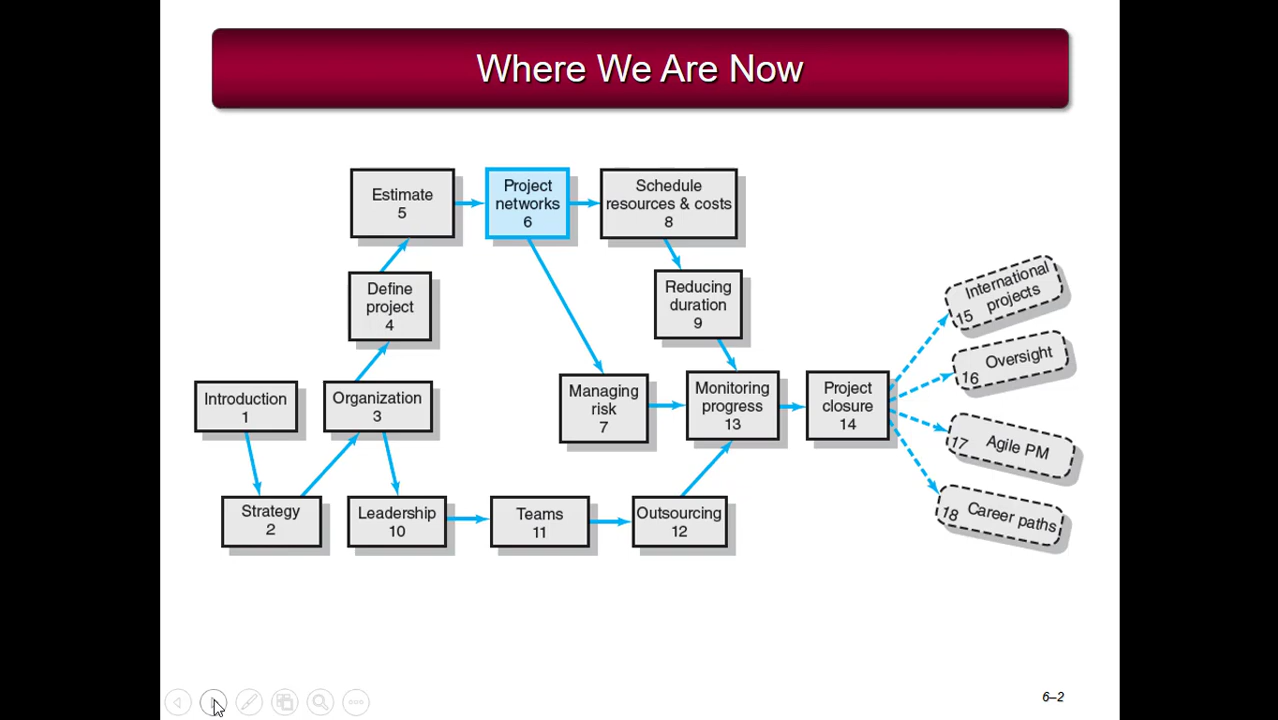 Where We Are Now
Estimate
5
Project
networks
6
Schedule
resources & costs
8
Define
project
4
Reducing
duration
9
International
projects
15
Oversight
16
Introduction
1
Organization
3
Managing
risk
7
Monitoring
progress
13
Project
closure
14
Agile PM
17
Strategy
2
Leadership
10
Teams
11
Outsourcing
12
Career paths
18
6–2